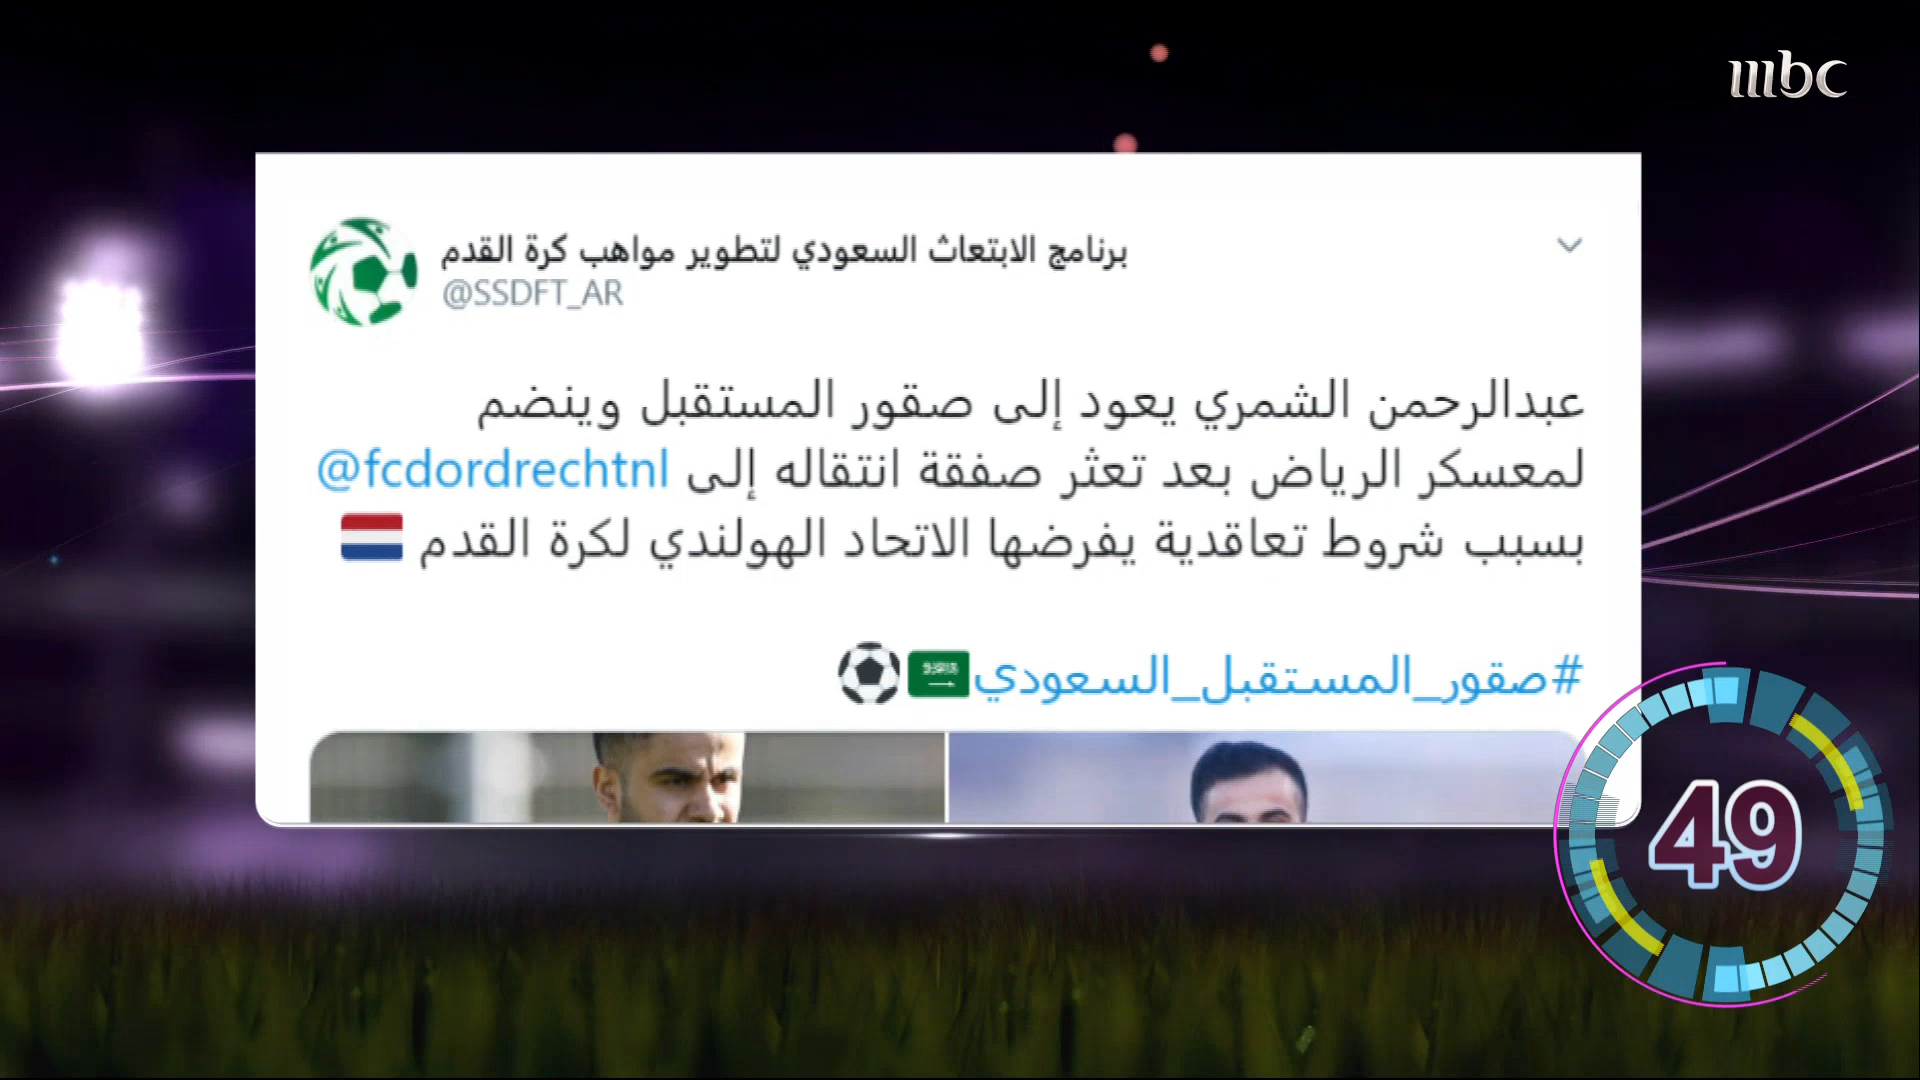 mbc
برنامج الابتعاث السعودي لتطوير مواهب كرة القدم
@SSDFT_AR
عبدالرحمن الشمري يعود إلى صقور المستقبل وينضم
لمعسكر الرياض بعد تعثر صفقة انتقاله إلى @fcdordrechtnl
بسبب شروط تعاقدية يفرضها الاتحاد الهولندي لكرة القدم
#صقور_المستقبل_السعودي
49